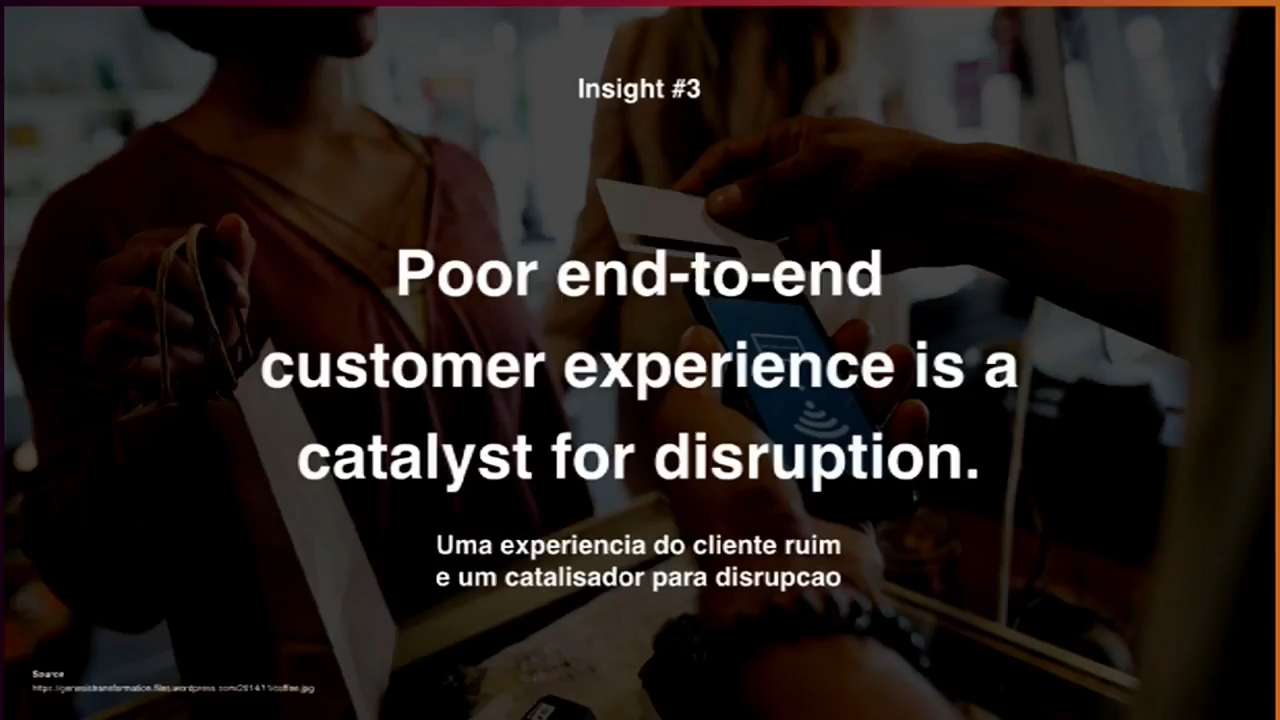 Insight #3
Poor end-to-end
customer experience is a
catalyst for disruption.
Uma experiencia do cliente ruim
e um catalisador para disrupcao
Source